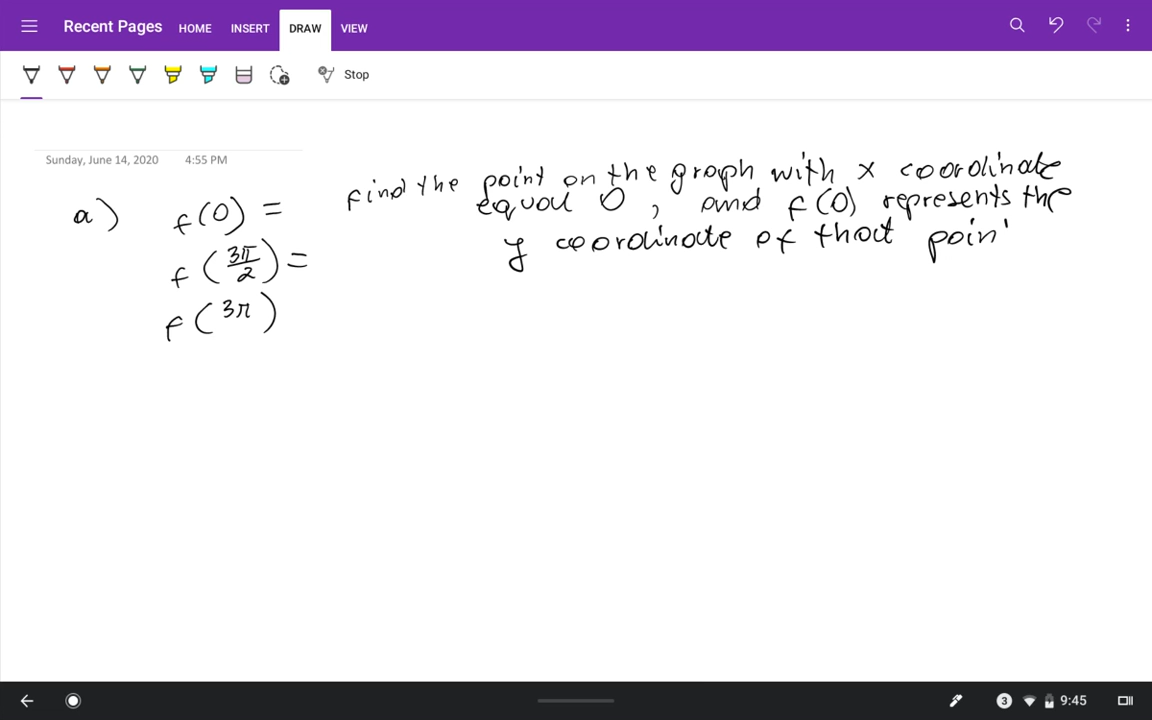 Recent Pages HOME INSERT DRAW VIEW
Stop
Sunday, June 14, 2020 4:55 PM
find the point on the graph with x coordinate
equal 0, and f(0) represents the
y coordinate of that poin
a) f(0) =
f(3π/2) =
f(3π)
3 9:45